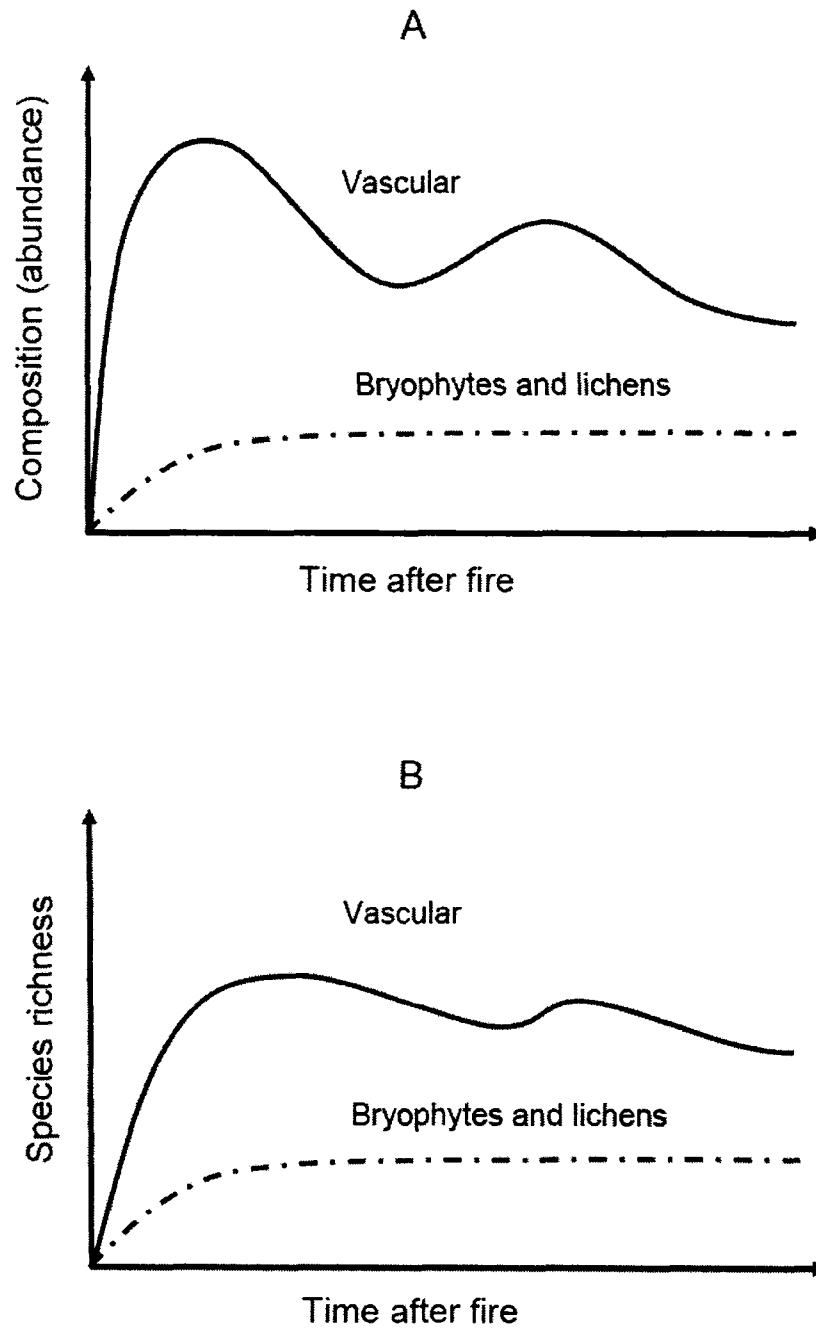 A
Composition (abundance)
Vascular
Bryophytes and lichens
Time after fire
B
Species richness
Vascular
Bryophytes and lichens
Time after fire